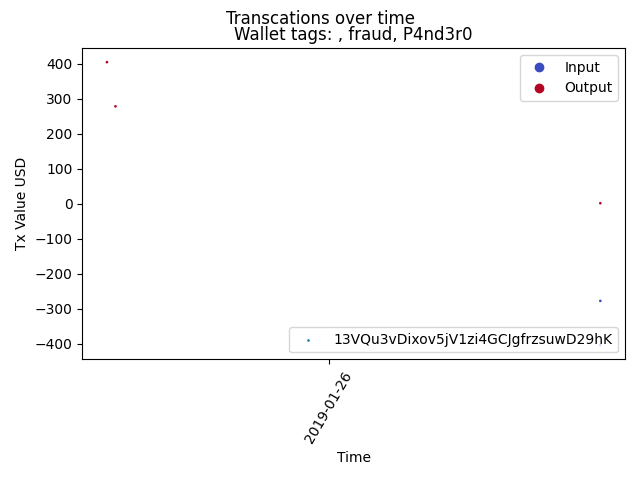 Transcations over time
Wallet tags: , fraud, P4nd3r0
400
300
200
100
0
−100
−200
−300
−400
Tx Value USD
Input
Output
13VQu3vDixov5jV1zi4GCJgfrzsuwD29hK
2019-01-26
Time